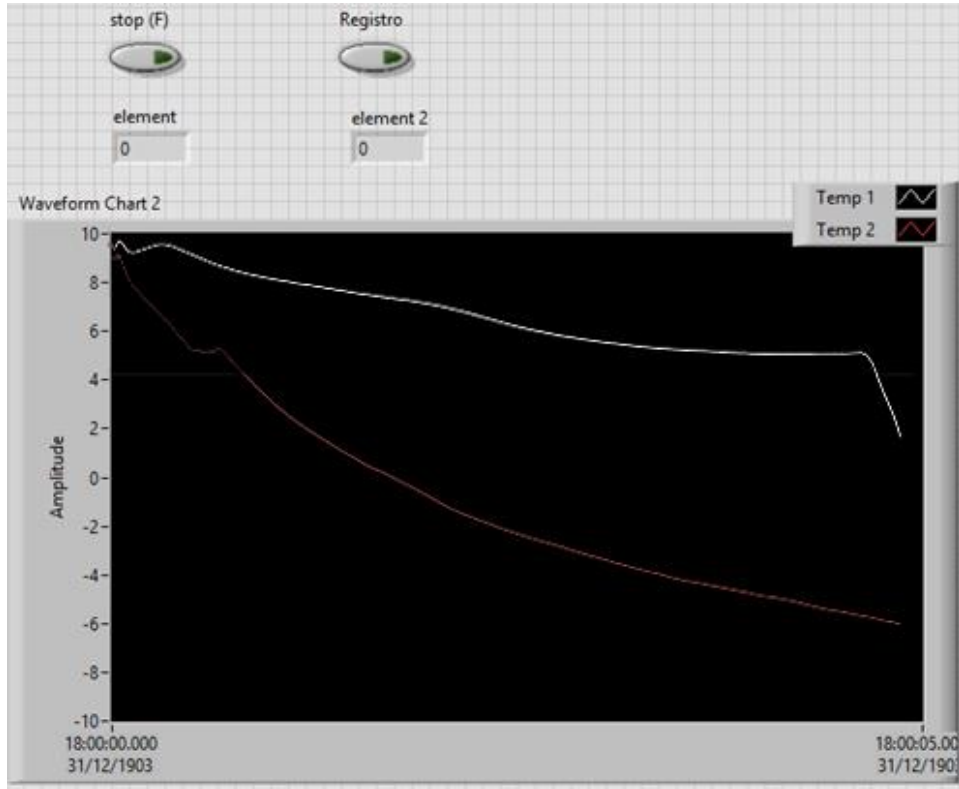 stop (F)
Registro
element
element 2
0
0
Waveform Chart 2
Temp 1
Temp 2
Amplitude
10
8
6
4
2
0
-2
-4
-6
-8
-10
18:00:00.000
31/12/1903
18:00:05.00
31/12/190